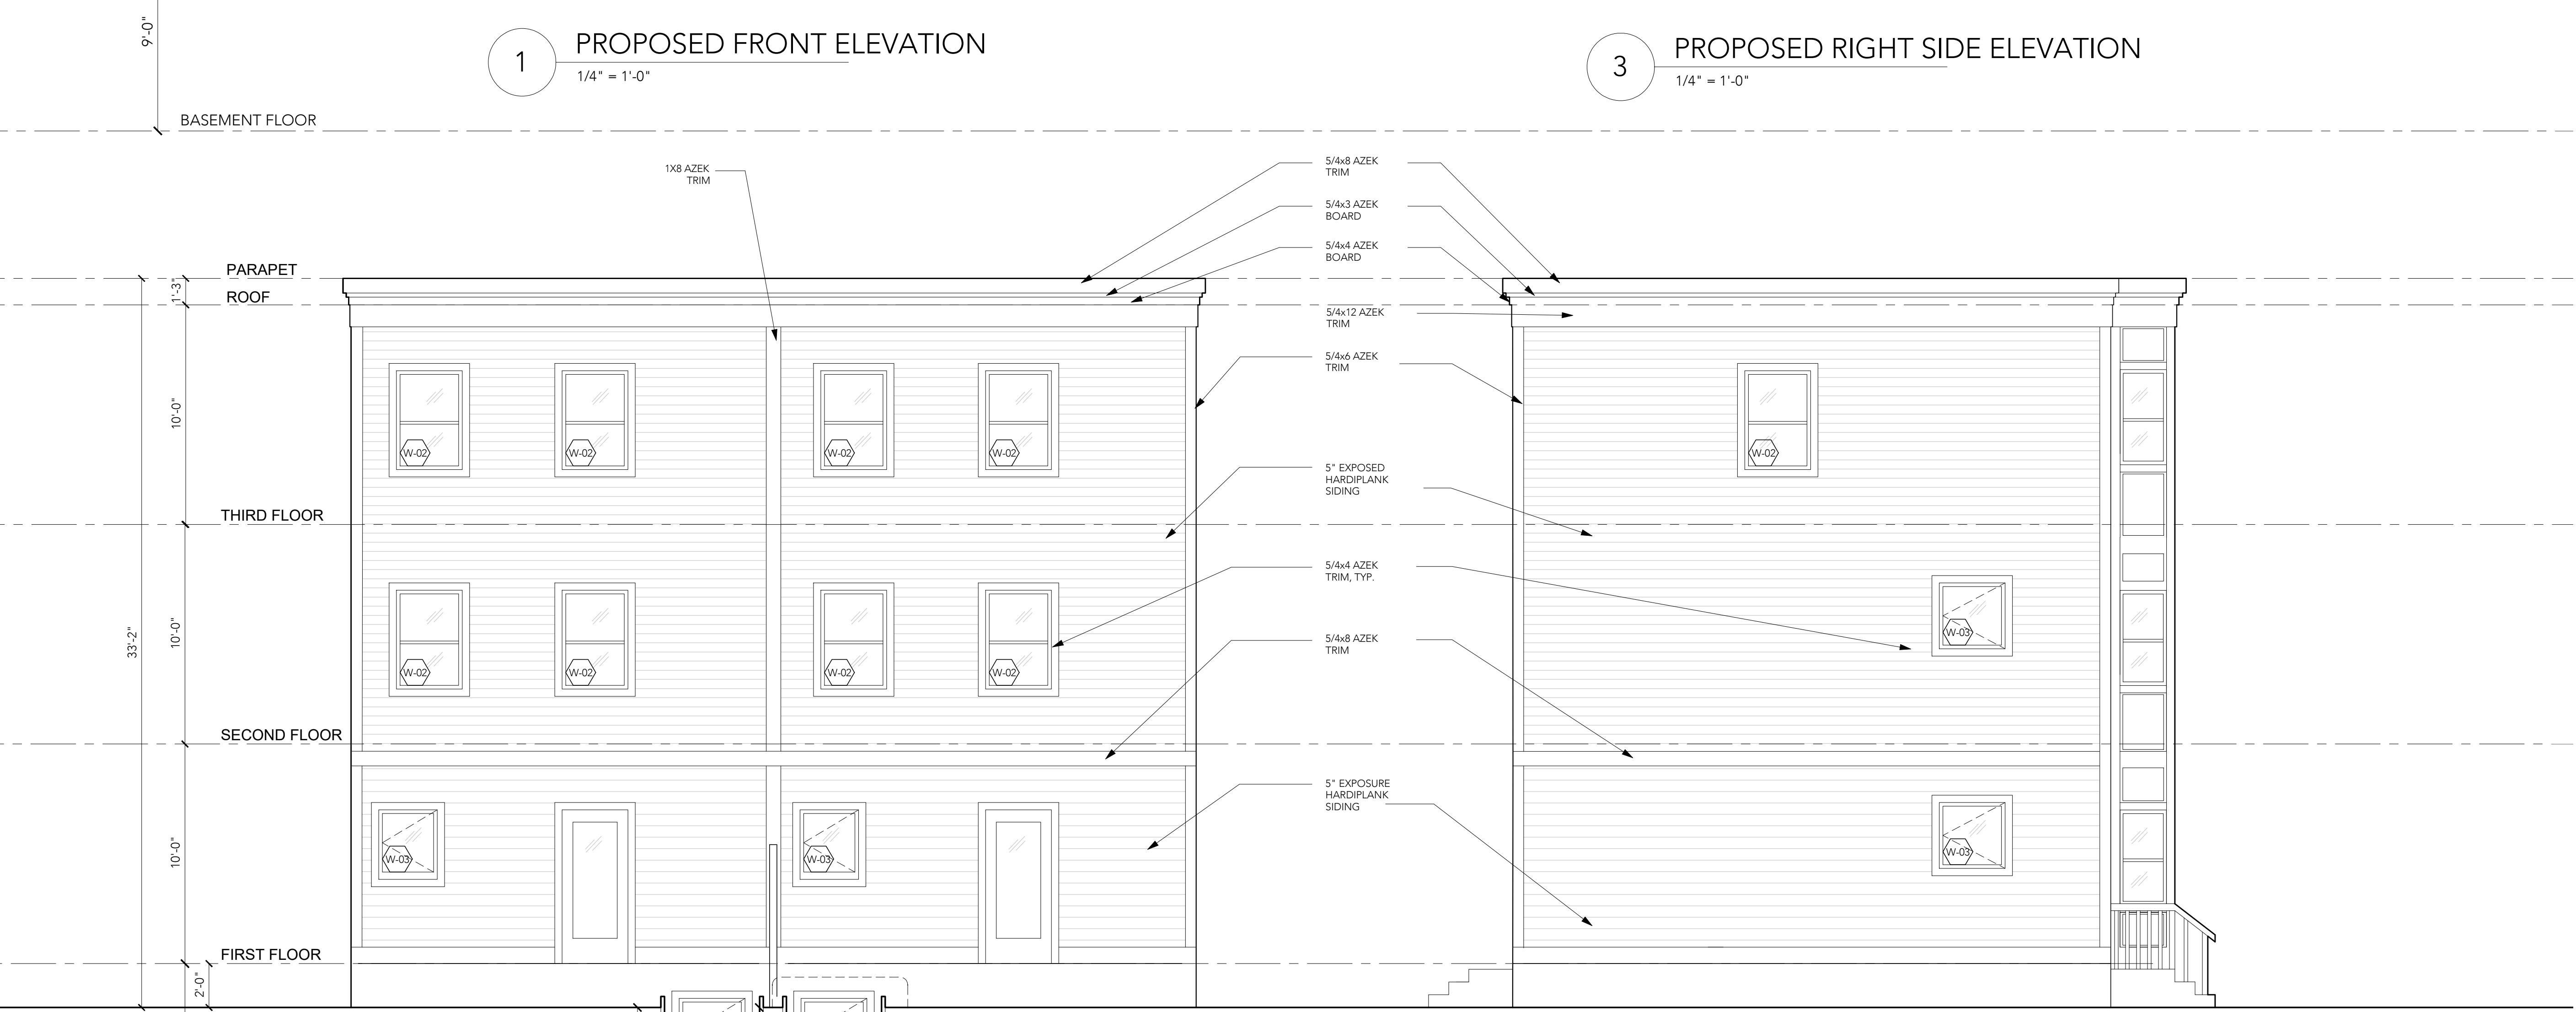 9'-0"
1
PROPOSED FRONT ELEVATION
1/4" = 1'-0"
3
PROPOSED RIGHT SIDE ELEVATION
1/4" = 1'-0"
BASEMENT FLOOR
1X8 AZEK
TRIM
5/4x8 AZEK
TRIM
5/4x3 AZEK
BOARD
5/4x4 AZEK
BOARD
5/4x12 AZEK
TRIM
5/4x6 AZEK
TRIM
5" EXPOSED
HARDIPLANK
SIDING
5/4x4 AZEK
TRIM, TYP.
5/4x8 AZEK
TRIM
5" EXPOSURE
HARDIPLANK
SIDING
PARAPET
1'-3"
ROOF
10'-0"
THIRD FLOOR
10'-0"
33'-2"
SECOND FLOOR
10'-0"
FIRST FLOOR
2'-0"
W-02
W-02
W-02
W-02
W-02
W-02
W-02
W-02
W-02
W-03
W-03
W-03
W-03